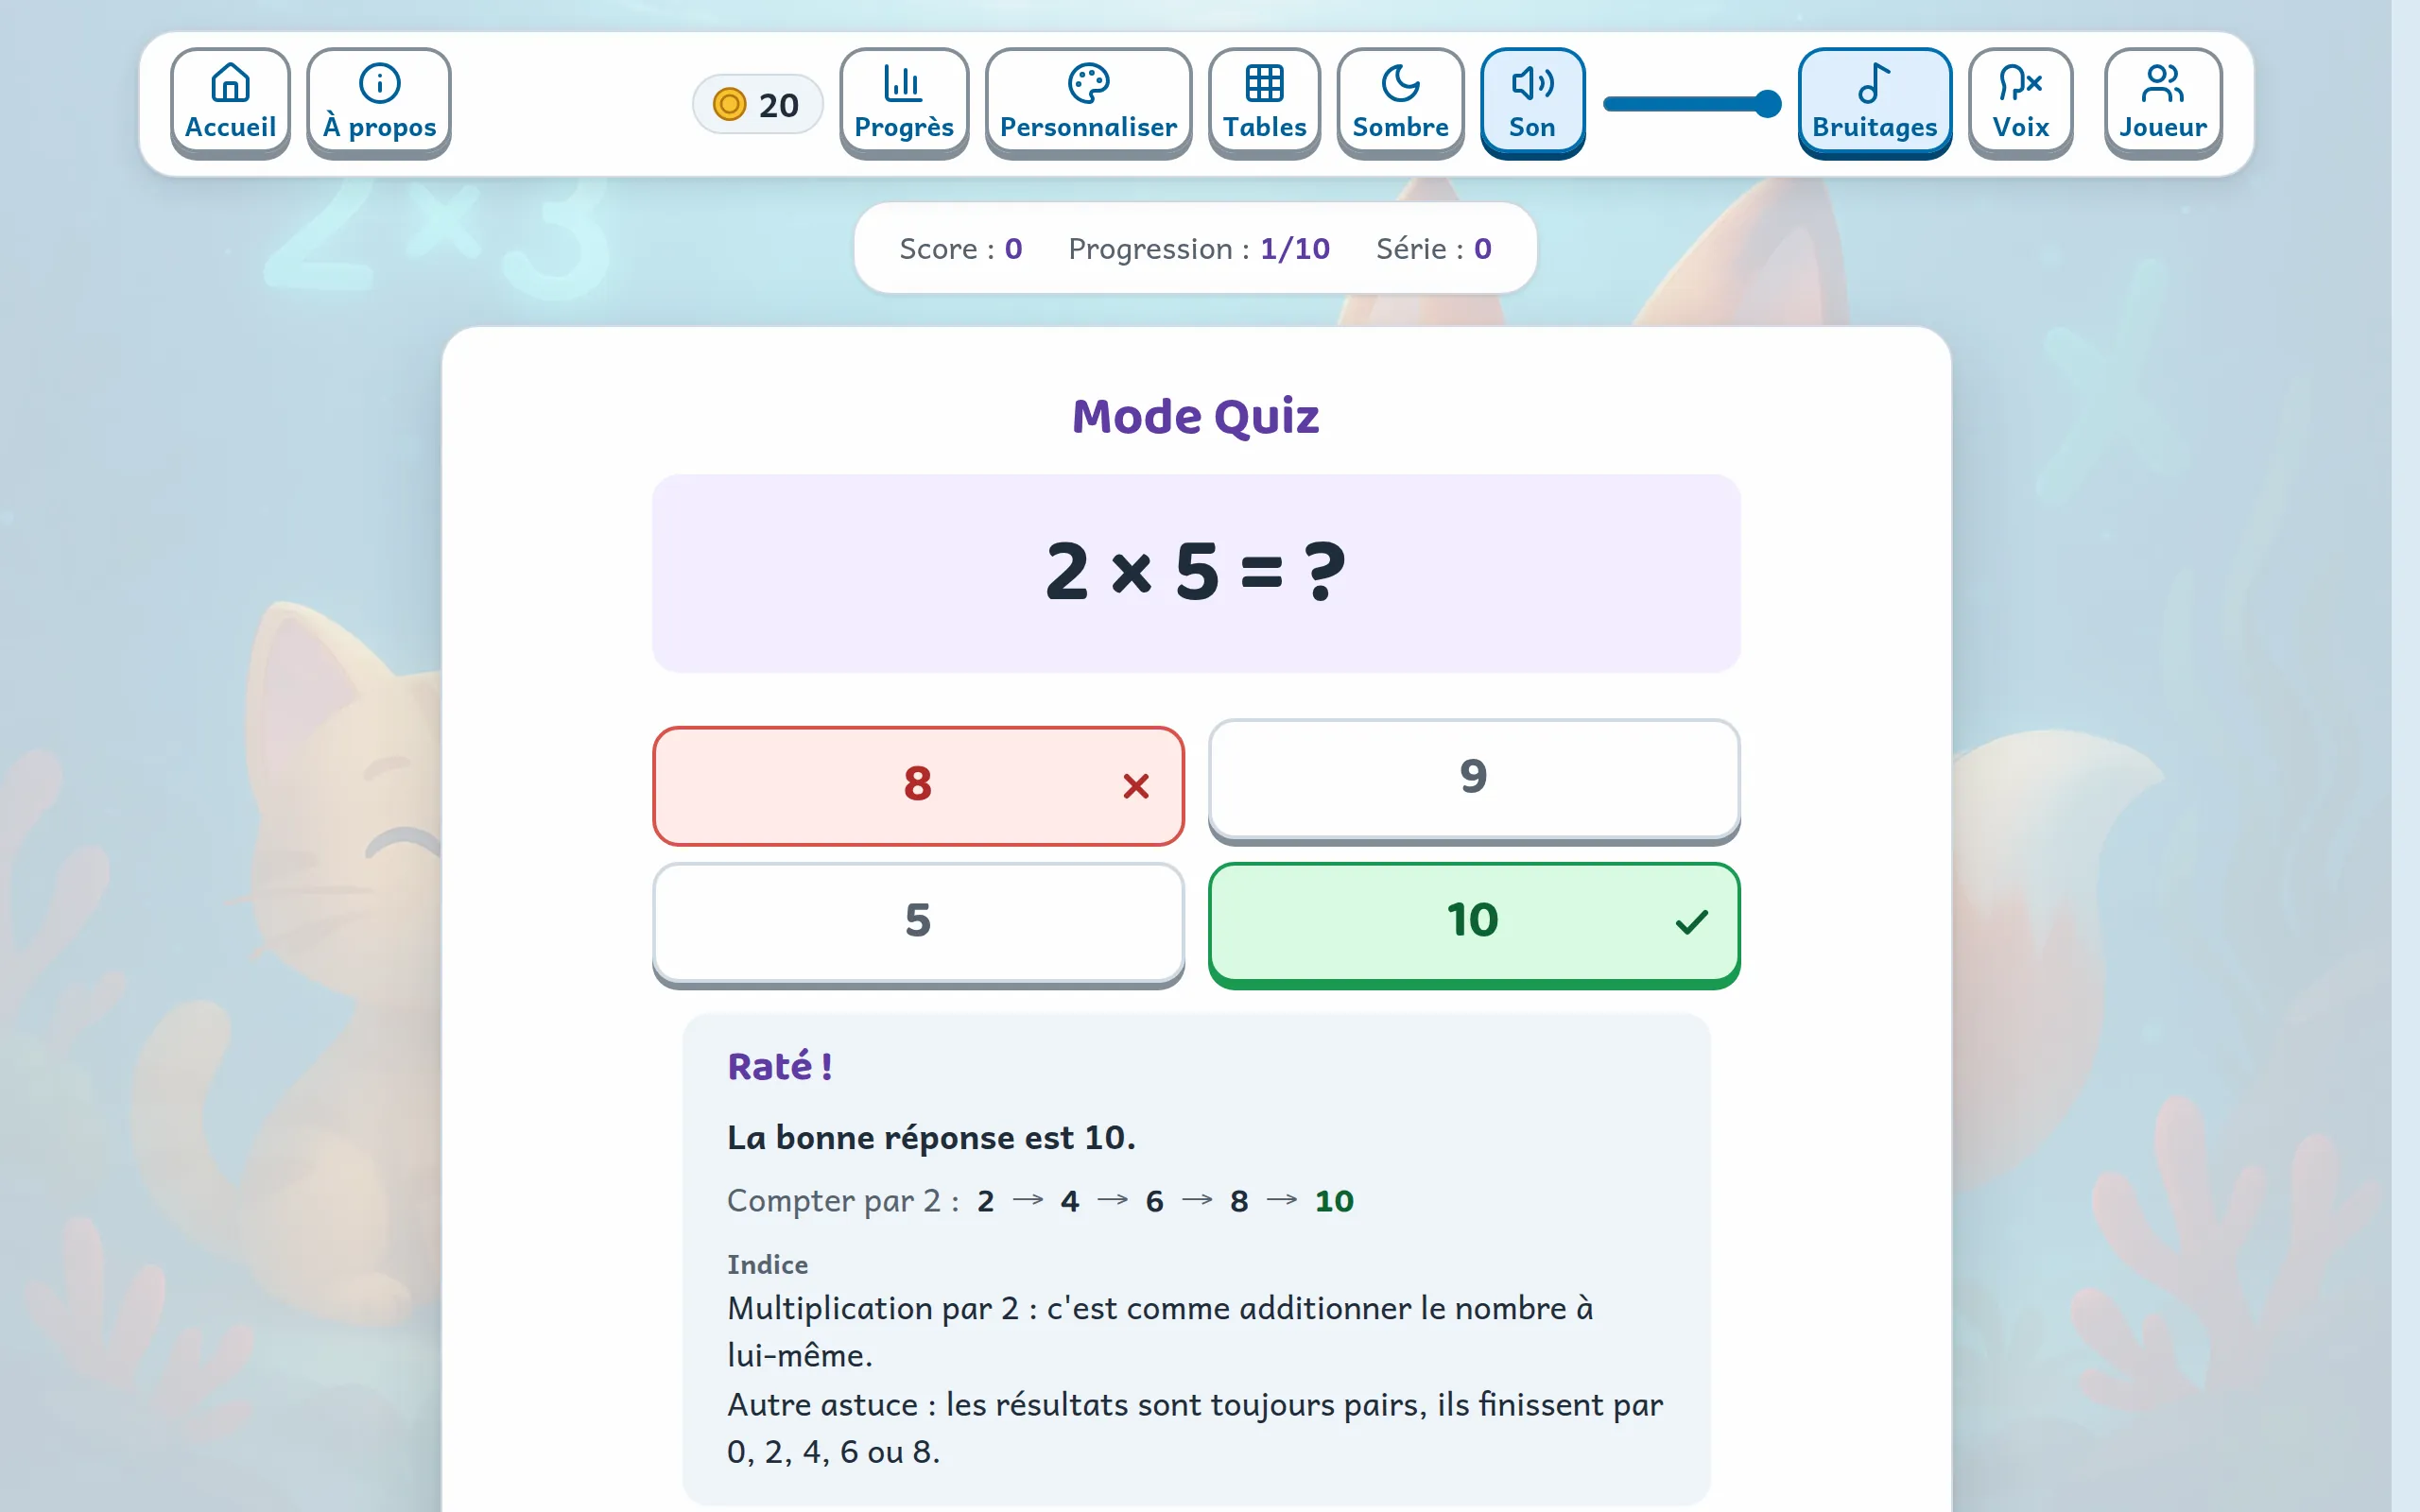 Accueil
À propos
20
Progrès
Personnaliser
Tables
Sombre
Son
Bruitages
Voix
Joueur
2 × 3
Score : 0 Progression : 1/10 Série : 0
Mode Quiz
2 × 5 = ?
8
9
5
10
Raté !
La bonne réponse est 10.
Compter par 2 : 2 → 4 → 6 → 8 → 10
Indice
Multiplication par 2 : c'est comme additionner le nombre à
lui-même.
Autre astuce : les résultats sont toujours pairs, ils finissent par
0, 2, 4, 6 ou 8.